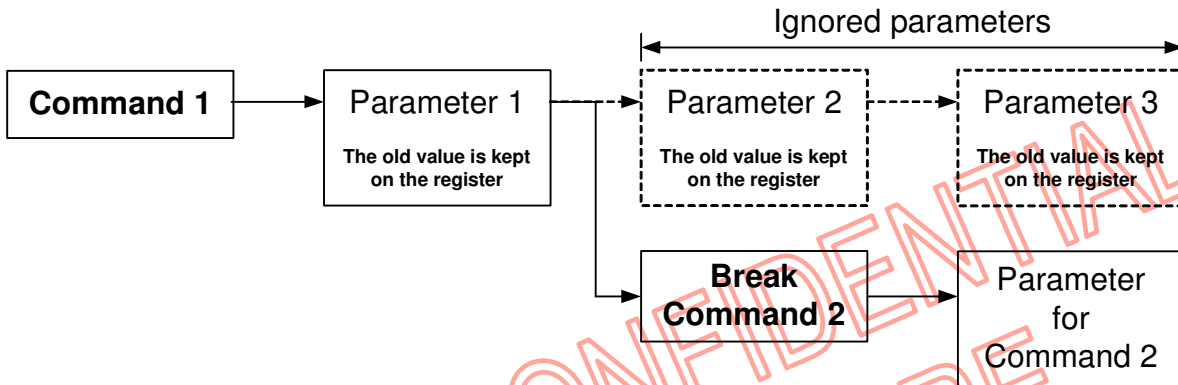 Ignored parameters
Command 1
Parameter 1
The old value is kept
on the register
Parameter 2
The old value is kept
on the register
Parameter 3
The old value is kept
on the register
Break
Command 2
Parameter
for
Command 2
CONFIDENTIAL